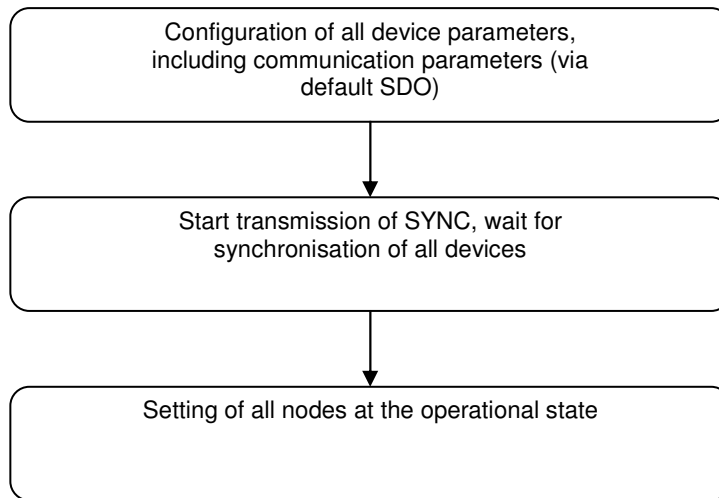 Configuration of all device parameters,
including communication parameters (via
default SDO)
Start transmission of SYNC, wait for
synchronisation of all devices
Setting of all nodes at the operational state